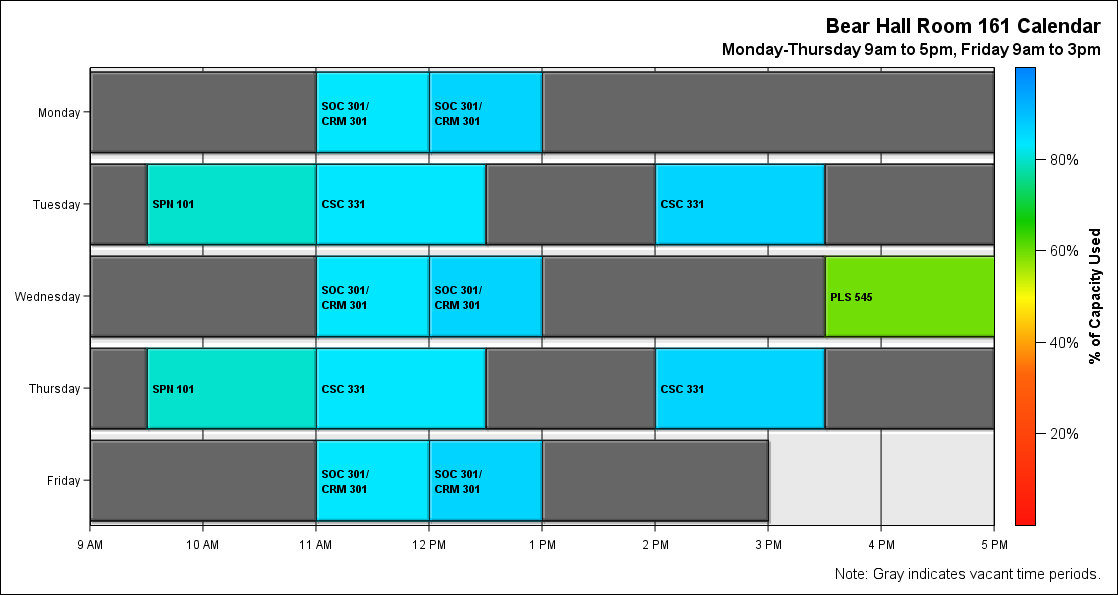 Bear Hall Room 161 Calendar
Monday-Thursday 9am to 5pm, Friday 9am to 3pm
Monday
SOC 301/
CRM 301
SOC 301/
CRM 301
Tuesday
SPN 101
CSC 331
CSC 331
Wednesday
SOC 301/
CRM 301
SOC 301/
CRM 301
PLS 545
Thursday
SPN 101
CSC 331
CSC 331
Friday
SOC 301/
CRM 301
SOC 301/
CRM 301
9 AM
10 AM
11 AM
12 PM
1 PM
2 PM
3 PM
4 PM
5 PM
80%
60%
40%
20%
% of Capacity Used
Note: Gray indicates vacant time periods.